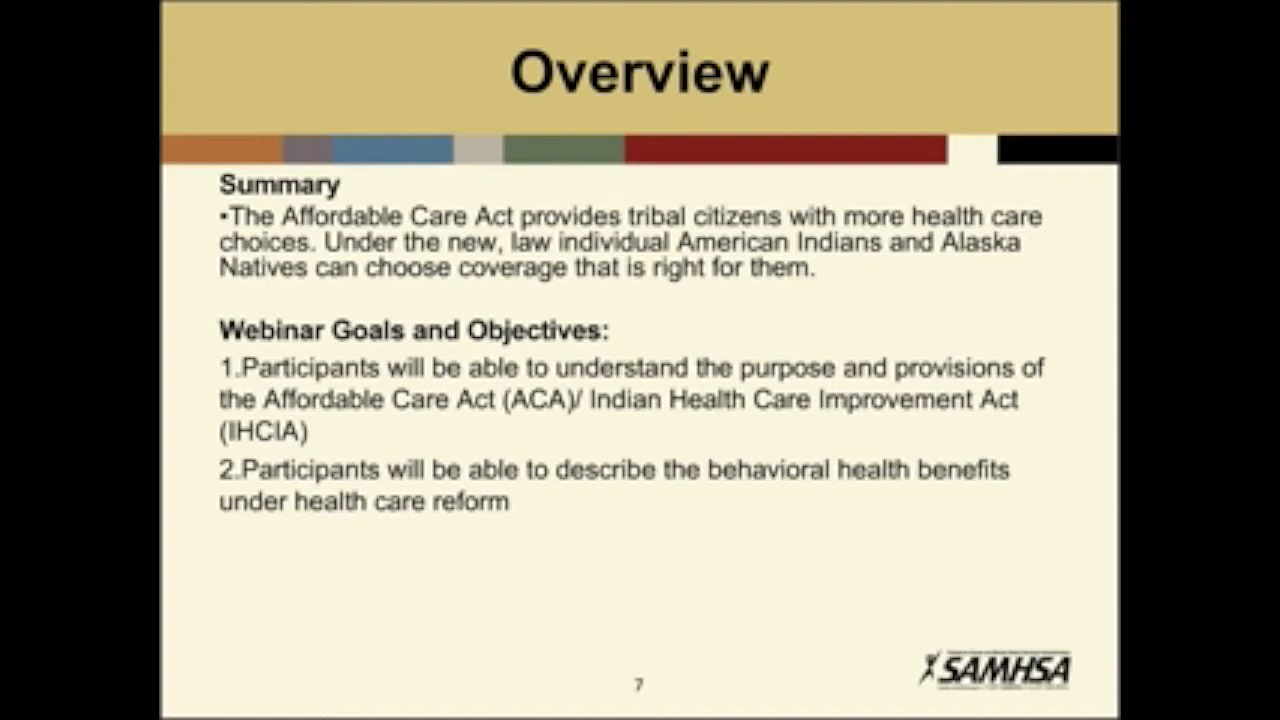 Overview
Summary
•The Affordable Care Act provides tribal citizens with more health care
choices. Under the new, law individual American Indians and Alaska
Natives can choose coverage that is right for them.
Webinar Goals and Objectives:
1.Participants will be able to understand the purpose and provisions of
the Affordable Care Act (ACA)/ Indian Health Care Improvement Act
(IHCIA)
2.Participants will be able to describe the behavioral health benefits
under health care reform
SAMHSA
7